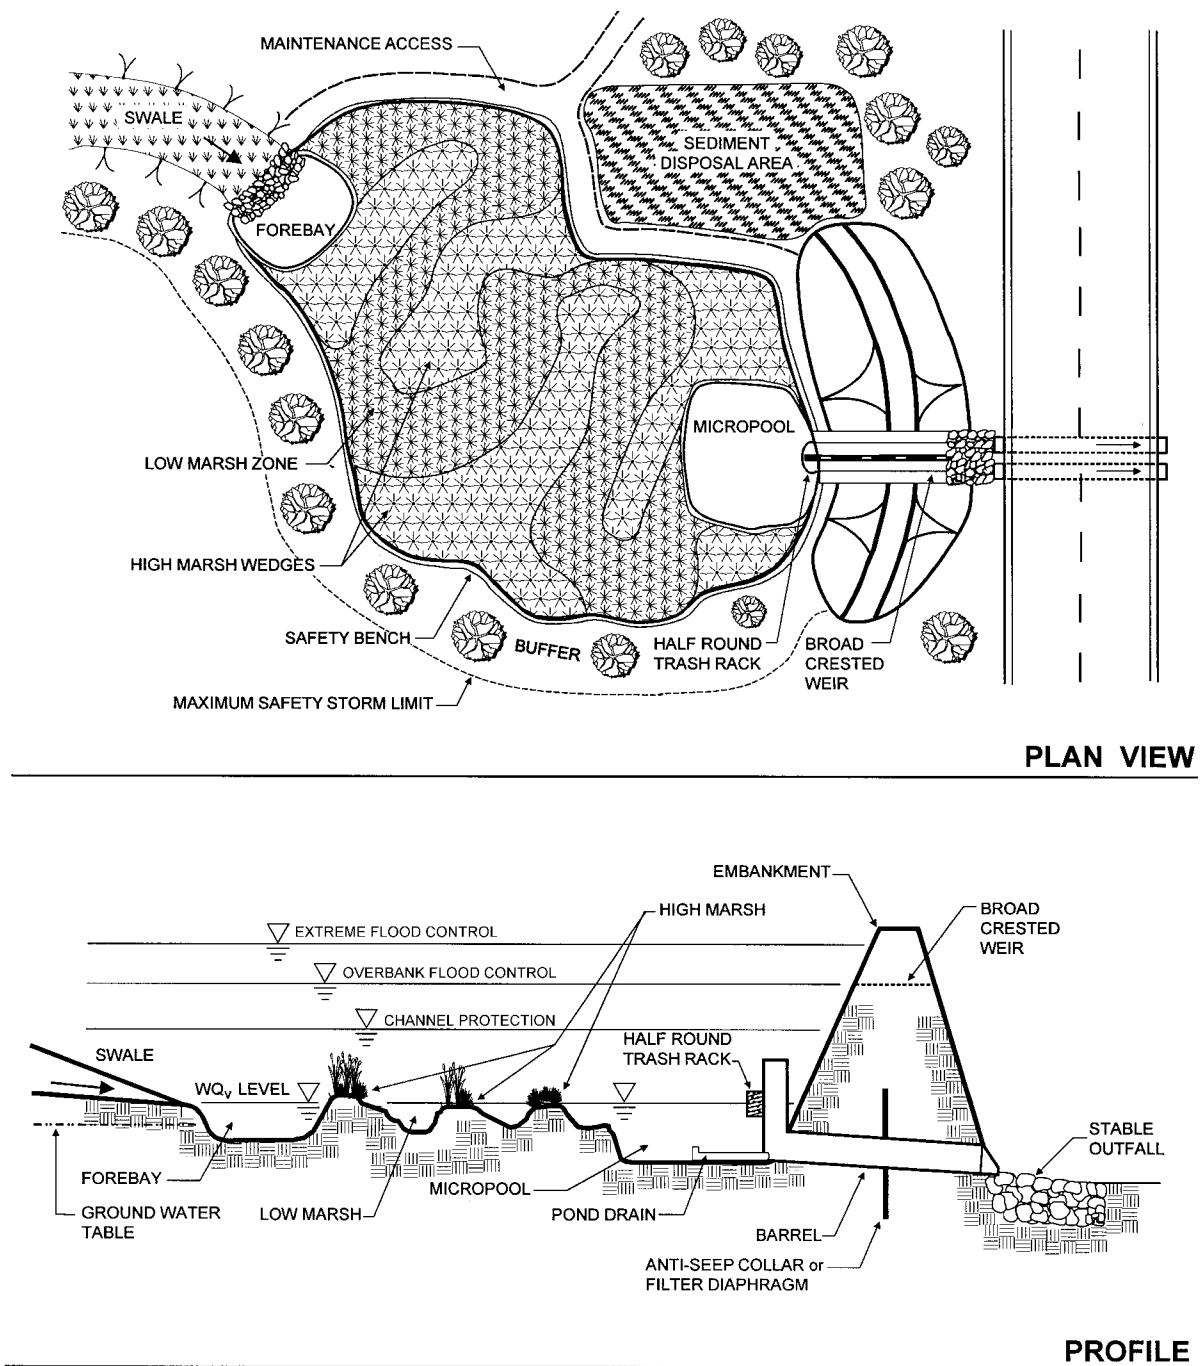 MAINTENANCE ACCESS
SWALE
SEDIMENT
DISPOSAL AREA
FOREBAY
MICROPOOL
LOW MARSH ZONE
HIGH MARSH WEDGES
SAFETY BENCH
BUFFER
HALF ROUND
TRASH RACK
BROAD
CRESTED
WEIR
MAXIMUM SAFETY STORM LIMIT
PLAN VIEW
EMBANKMENT
HIGH MARSH
BROAD
CRESTED
WEIR
EXTREME FLOOD CONTROL
OVERBANK FLOOD CONTROL
CHANNEL PROTECTION
HALF ROUND
TRASH RACK
SWALE
WQv LEVEL
STABLE
OUTFALL
FOREBAY
MICROPOOL
GROUND WATER
TABLE
LOW MARSH
POND DRAIN
BARREL
ANTI-SEEP COLLAR or
FILTER DIAPHRAGM
PROFILE